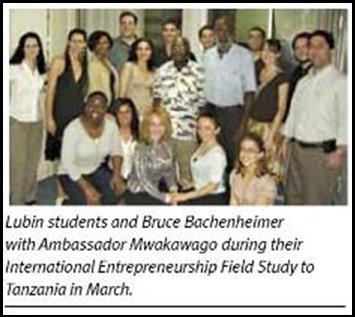 Lubin students and Bruce Bachenheimer
with Ambassador Mwakawago during their
International Entrepreneurship Field Study to
Tanzania in March.